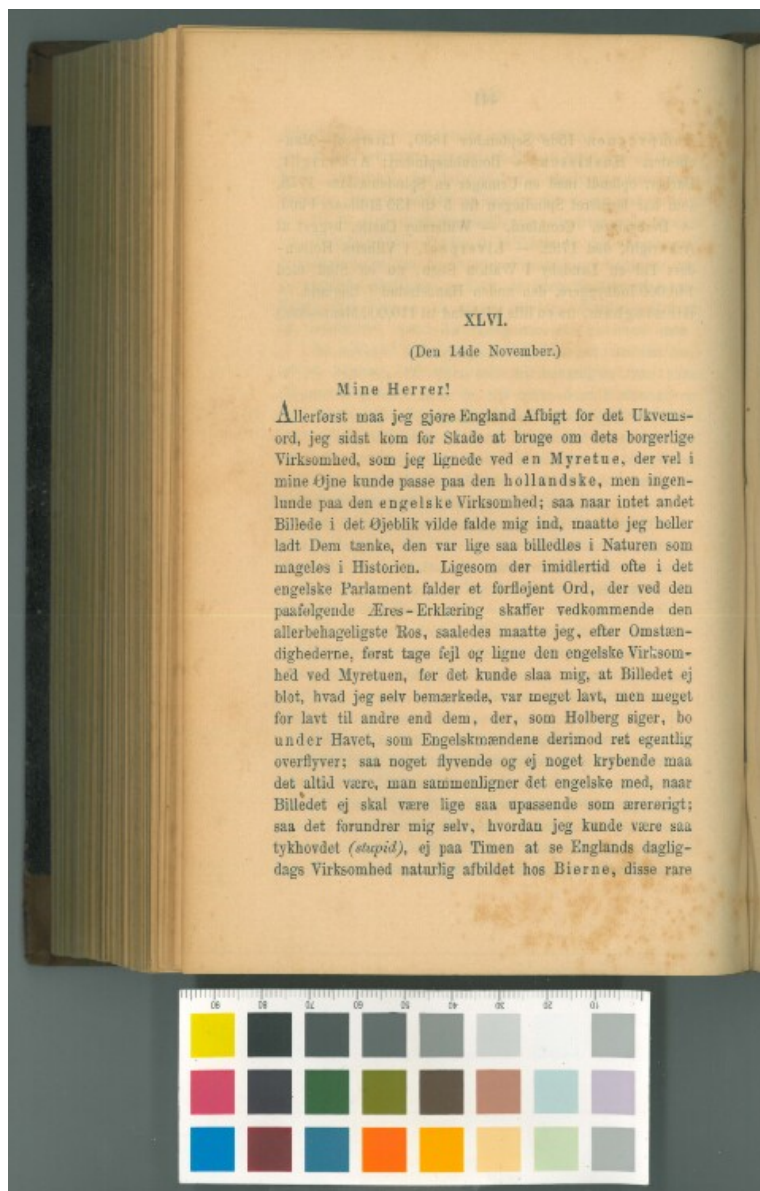 XLVI.
(Den 14de November.)
Mine Herrer!
Allerførst maa jeg gjøre England Afbigt for det Ukvems-
ord, jeg sidst kom for Skade at bruge om dets borgerlige
Virksomhed, som jeg lignede ved en Myretue, der vel i
mine Øjne kunde passe paa den hollandske, men ingen-
lunde paa den engelske Virksomhed; saa naar intet andet
Billede i det Øjeblik vilde falde mig ind, maatte jeg heller
ladt Dem tænke, den var lige saa billedløs i Naturen som
mageløs i Historien. Ligesom der imidlertid ofte i det
engelske Parlament falder et forfløjent Ord, der ved den
paafølgende Æres-Erklæring skaffer vedkommende den
allerbehageligste Ros, saaledes maatte jeg, efter Omstæn-
dighederne, først tage fejl og ligne den engelske Virksom-
hed ved Myretuen, før det kunde slaa mig, at Billedet ej
blot, hvad jeg selv bemærkede, var meget lavt, men meget
for lavt til andre end dem, der, som Holberg siger, bo
under Havet, som Engelskmændene derimod ret egentlig
overflyver; saa noget flyvende og ej noget krybende maa
det altid være, man sammenligner det engelske med, naar
Billedet ej skal være lige saa upassende som ærerørigt;
saa det forundrer mig selv, hvordan jeg kunde være saa
tykhovdet (stupid), ej paa Timen at se Englands daglig-
dags Virksomhed naturlig afbildet hos Bierne, disse rare
90 80 70 60 50 40 30 20 10